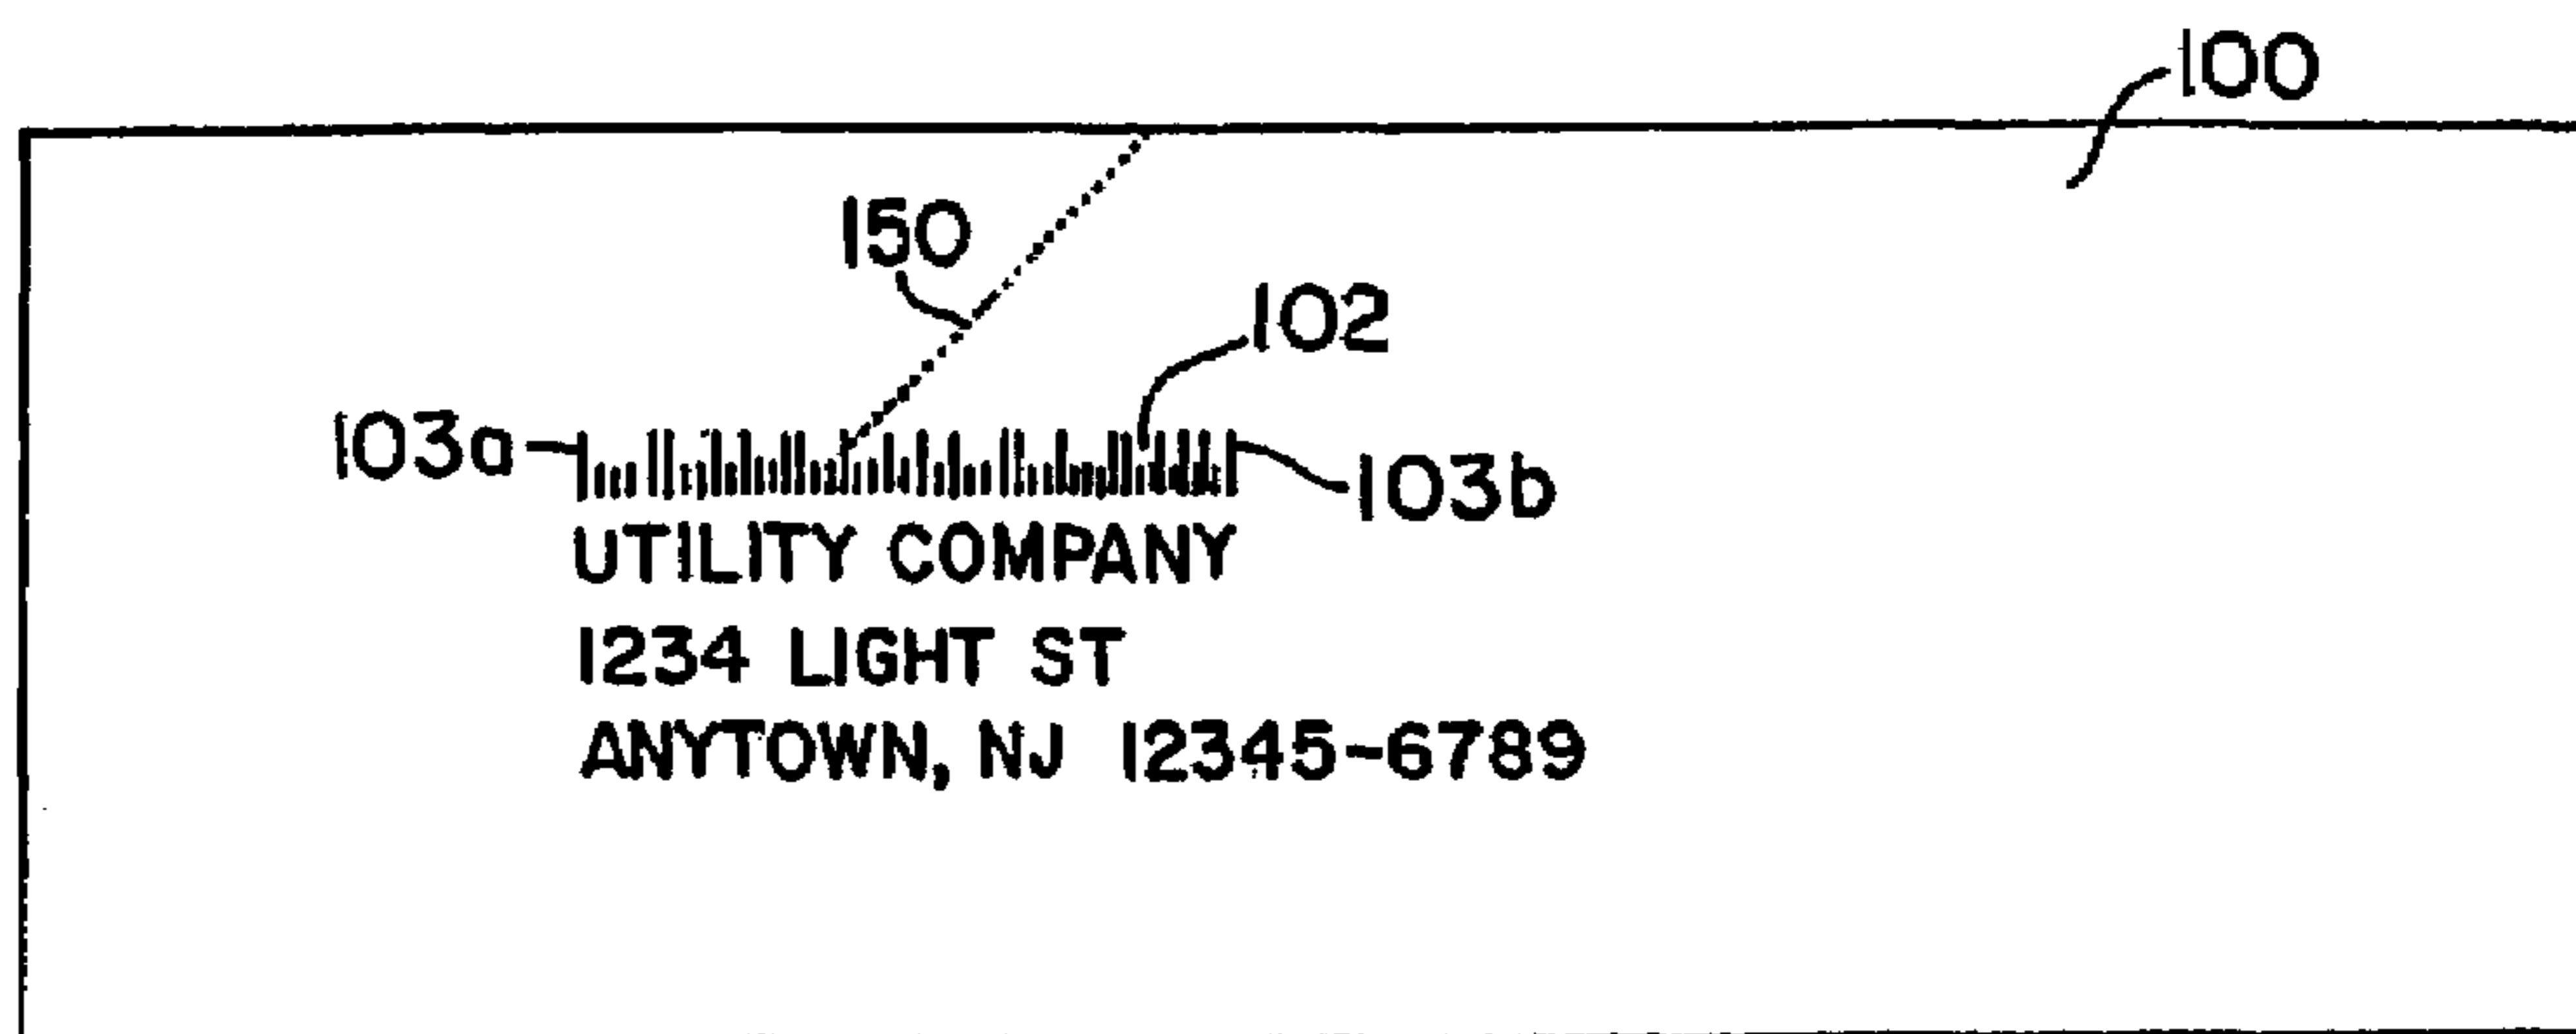 100
150
102
103a
103b
UTILITY COMPANY
1234 LIGHT ST
ANYTOWN, NJ 12345-6789